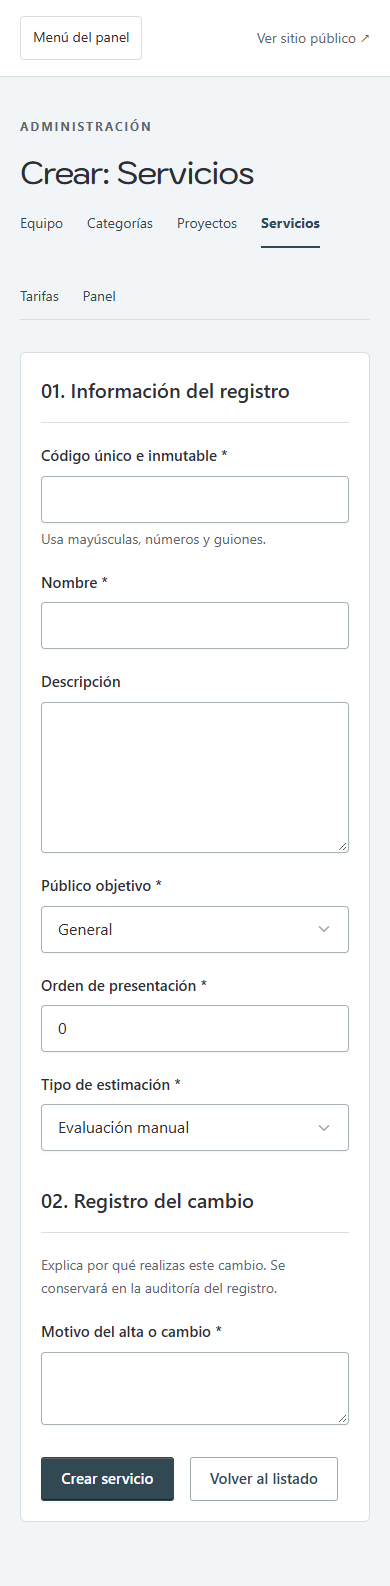 Menú del panel
Ver sitio público ↗
ADMINISTRACIÓN
Crear: Servicios
Equipo Categorías Proyectos Servicios
Tarifas Panel
01. Información del registro
Código único e inmutable *
Usa mayúsculas, números y guiones.
Nombre *
Descripción
Público objetivo *
General
Orden de presentación *
0
Tipo de estimación *
Evaluación manual
02. Registro del cambio
Explica por qué realizas este cambio. Se
conservará en la auditoría del registro.
Motivo del alta o cambio *
Crear servicio Volver al listado